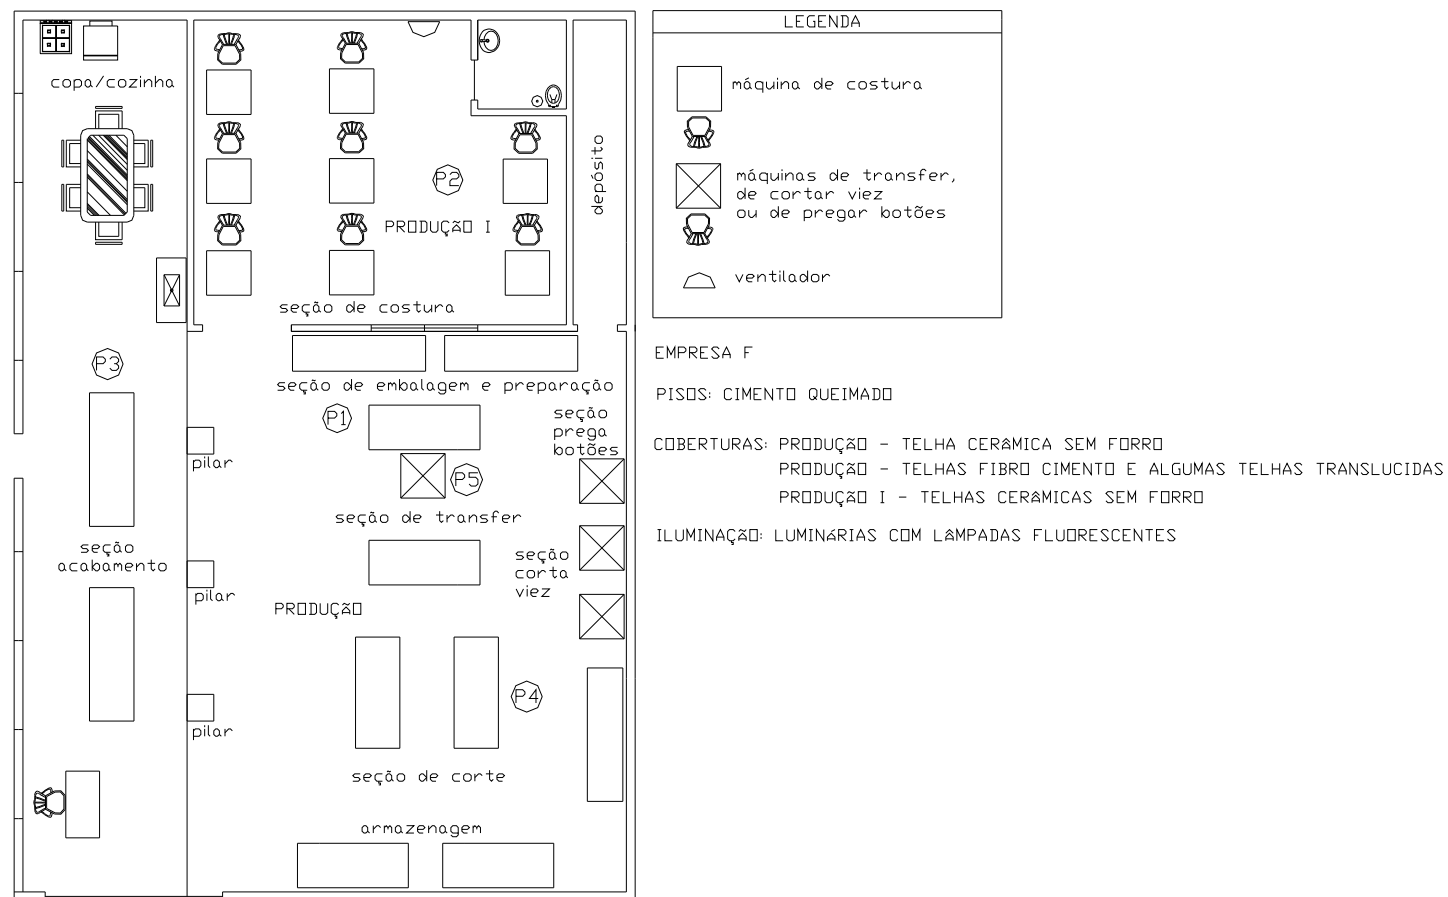 LEGENDA
máquina de costura
máquinas de transfer,
de cortar viez
ou de pregar botões
ventilador
copa/cozinha
depósito
P2
PRODUÇÃO I
seção de costura
P3
seção de embalagem e preparação
P1
seção
prega
botões
pilar
P5
seção de transfer
seção
acabamento
seção
corta
viez
pilar
PRODUÇÃO
P4
pilar
seção de corte
armazenagem
EMPRESA F
PISOS: CIMENTO QUEIMADO
COBERTURAS: PRODUÇÃO - TELHA CERÂMICA SEM FORRO
PRODUÇÃO - TELHAS FIBRO CIMENTO E ALGUMAS TELHAS TRANSLUCIDAS
PRODUÇÃO I - TELHAS CERÂMICAS SEM FORRO
ILUMINAÇÃO: LUMINÁRIAS COM LÂMPADAS FLUORESCENTES